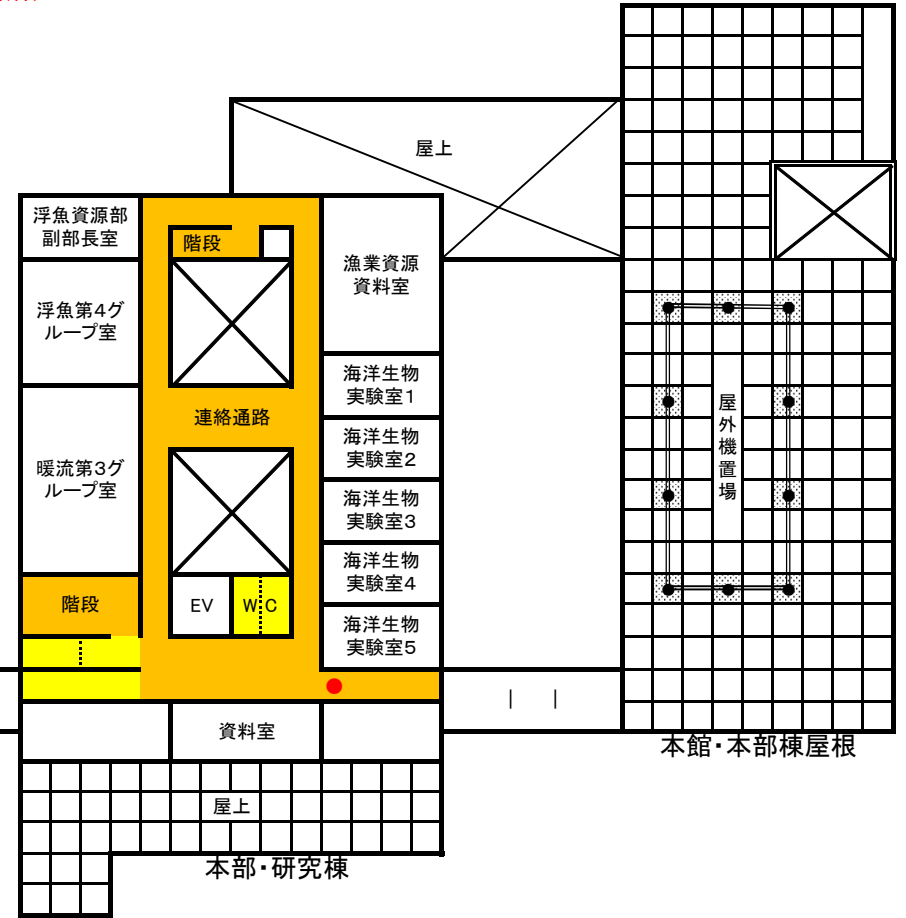 屋上
浮魚資源部
副部長室
階段
漁業資源
資料室
浮魚第4グ
ループ室
海洋生物
実験室1
連絡通路
屋外機置場
海洋生物
実験室2
暖流第3グ
ループ室
海洋生物
実験室3
海洋生物
実験室4
階段
EV
WC
海洋生物
実験室5
資料室
本館・本部棟屋根
屋上
本部・研究棟